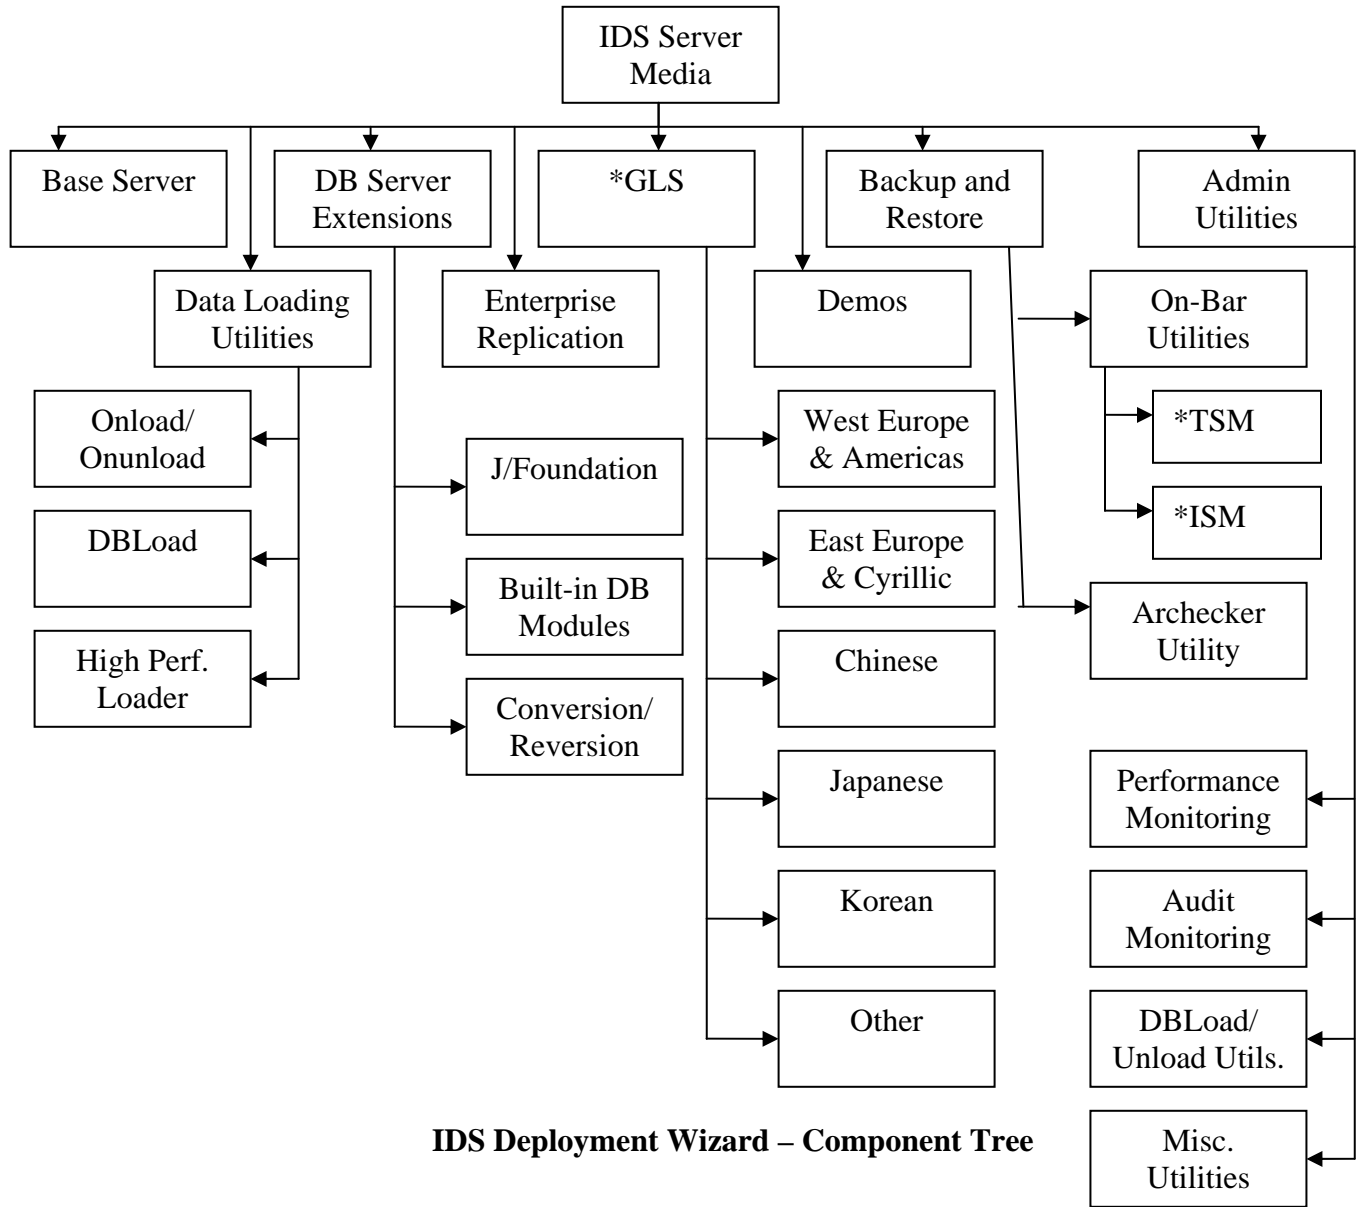 IDS Server
Media
Base Server
DB Server
Extensions
*GLS
Backup and
Restore
Admin
Utilities
Data Loading
Utilities
Enterprise
Replication
Demos
On-Bar
Utilities
Onload/
Onunload
DBLoad
High Perf.
Loader
J/Foundation
Built-in DB
Modules
Conversion/
Reversion
West Europe
& Americas
East Europe
& Cyrillic
Chinese
Japanese
Korean
Other
*TSM
*ISM
Archecker
Utility
Performance
Monitoring
Audit
Monitoring
DBLoad/
Unload Utils.
Misc.
Utilities
IDS Deployment Wizard – Component Tree